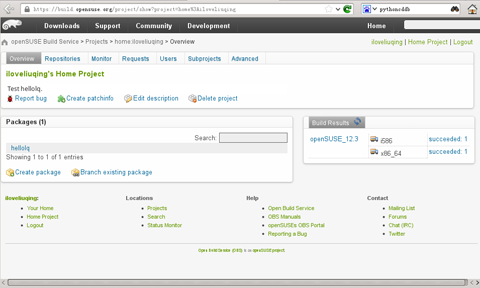 https://build.opensuse.org/project/show?project=home%3Ailoveliuqing
pythonmddb
Downloads Support Community Development Home
openSUSE Build Service > Projects > home:iloveliuqing > Overview
iloveliuqing | Home Project | Logout
Overview Repositories Monitor Requests Users Subprojects Advanced
iloveliuqing's Home Project
Test hellolq.
Report bug Create patchinfo Edit description Delete project
Packages (1)
Search:
hellolq
Showing 1 to 1 of 1 entries
Create package Branch existing package
Build Results
openSUSE_12.3 i586 succeeded: 1
x86_64 succeeded: 1
iloveliuqing:
Your Home
Home Project
Logout
Locations
Projects
Search
Status Monitor
Help
Open Build Service
OBS Manuals
openSUSEs OBS Portal
Reporting a Bug
Contact
Mailing List
Forums
Chat (IRC)
Twitter
Open Build Service (OBS) is an openSUSE project.